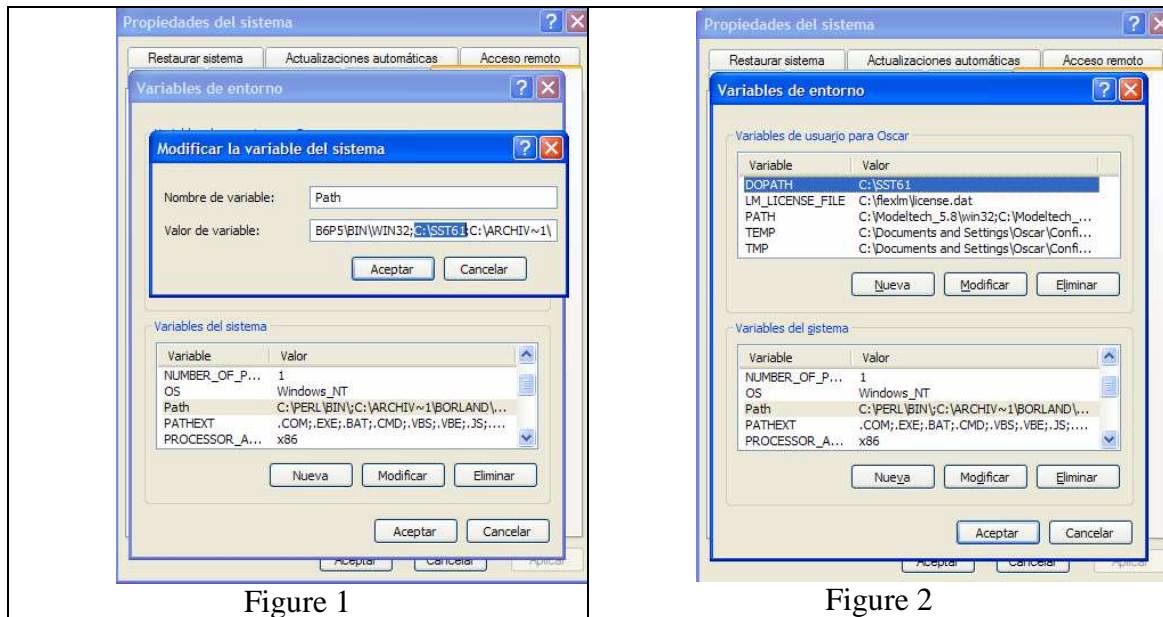 Propiedades del sistema
Restaurar sistema Actualizaciones automáticas Acceso remoto
Variables de entorno
Modificar la variable del sistema
Nombre de variable: Path
Valor de variable: B6P5\BIN\WIN32;C:\SST61;C:\ARCHIV~1\
Aceptar Cancelar
Variables del sistema
Variable Valor
NUMBER_OF_P... 1
OS Windows_NT
Path C:\PERL\BIN\;C:\ARCHIV~1\BORLAND\...
PATHEXT .COM;.EXE;.BAT;.CMD;.VBS;.VBE;.JS;....
PROCESSOR_A... x86
Nueva Modificar Eliminar
Aceptar Cancelar
Aceptar Cancelar Aplicar
Figure 1
Propiedades del sistema
Restaurar sistema Actualizaciones automáticas Acceso remoto
Variables de entorno
Variables de usuario para Oscar
Variable Valor
DOPATH C:\SST61
LM_LICENSE_FILE C:\flexlm\license.dat
PATH C:\Modeltech_5.8\win32;C:\Modeltech_...
TEMP C:\Documents and Settings\Oscar\Confi...
TMP C:\Documents and Settings\Oscar\Confi...
Nueva Modificar Eliminar
Variables del sistema
Variable Valor
NUMBER_OF_P... 1
OS Windows_NT
Path C:\PERL\BIN\;C:\ARCHIV~1\BORLAND\...
PATHEXT .COM;.EXE;.BAT;.CMD;.VBS;.VBE;.JS;....
PROCESSOR_A... x86
Nueva Modificar Eliminar
Aceptar Cancelar
Aceptar Cancelar Aplicar
Figure 2